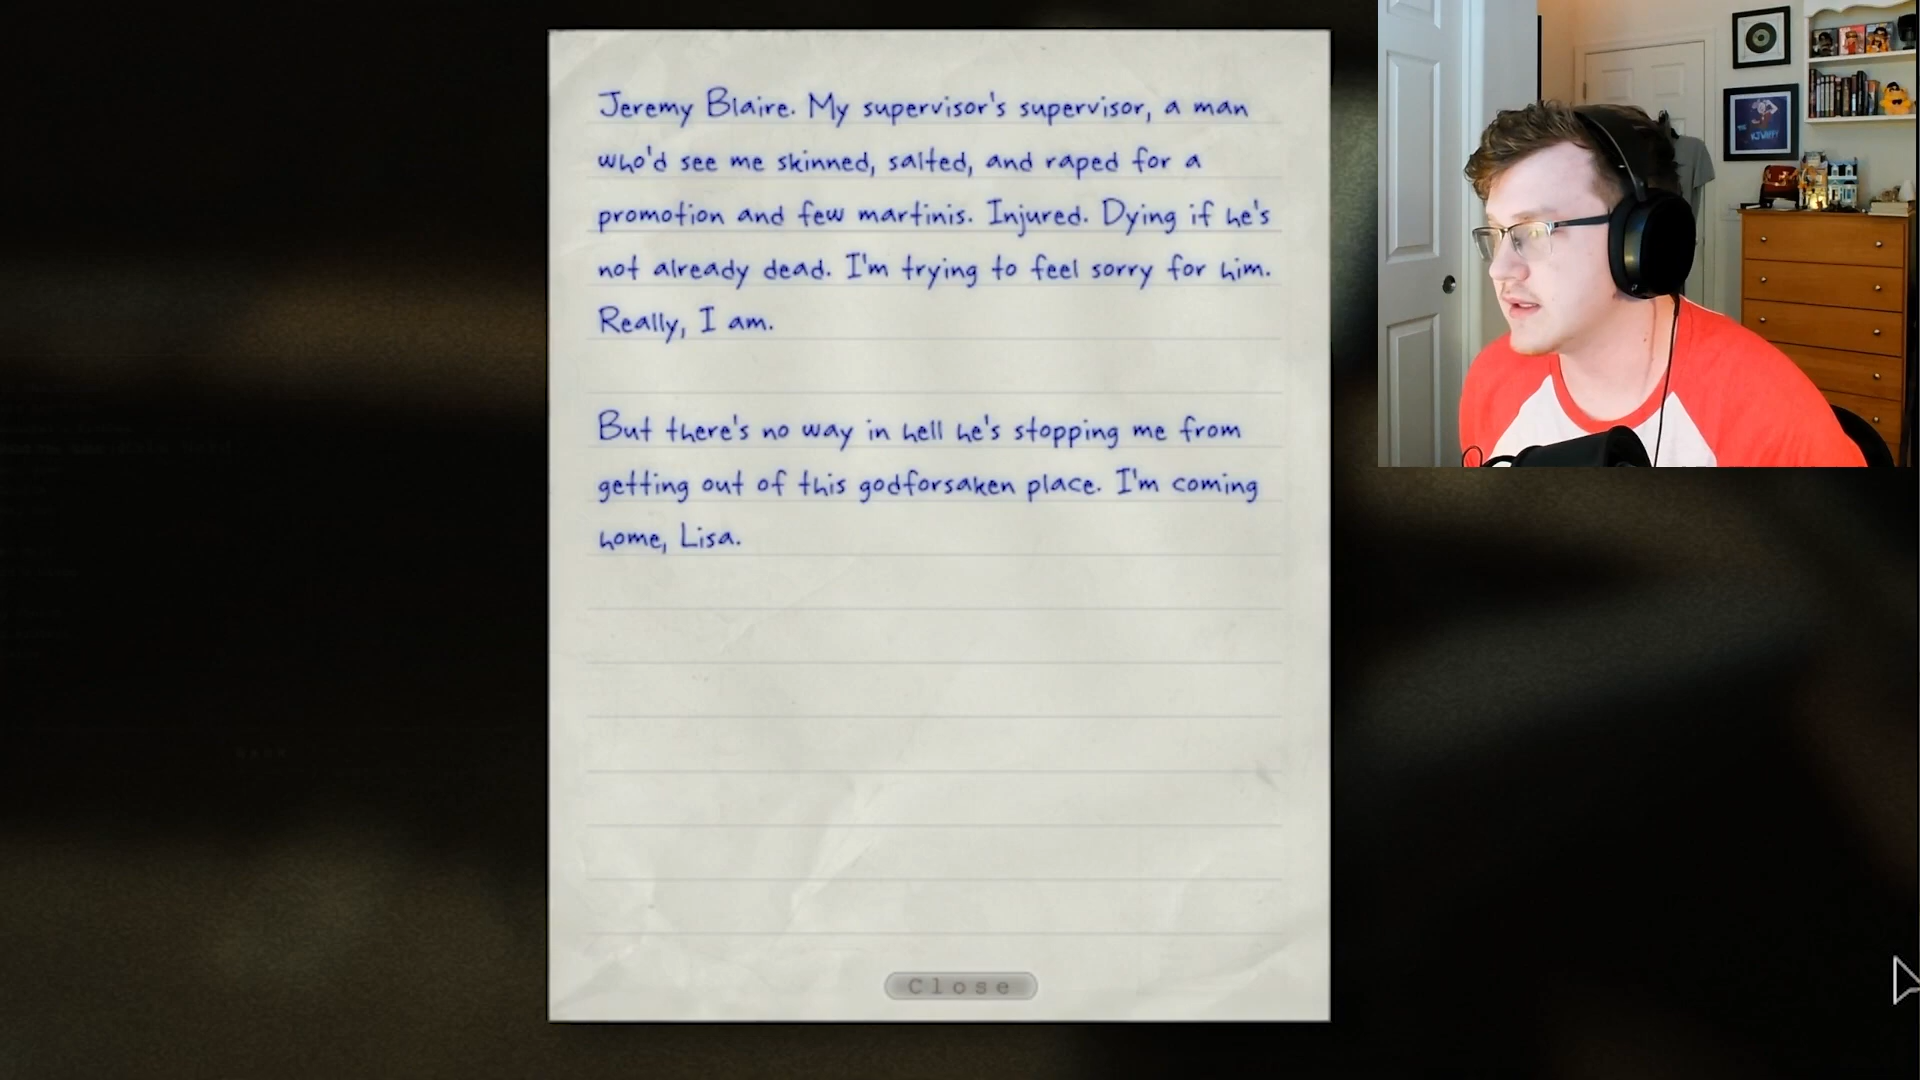 Jeremy Blaire. My supervisor's supervisor, a man
who'd see me skinned, salted, and raped for a
promotion and few martinis. Injured. Dying if he's
not already dead. I'm trying to feel sorry for him.
Really, I am.
But there's no way in hell he's stopping me from
getting out of this godforsaken place. I'm coming
home, Lisa.
Close